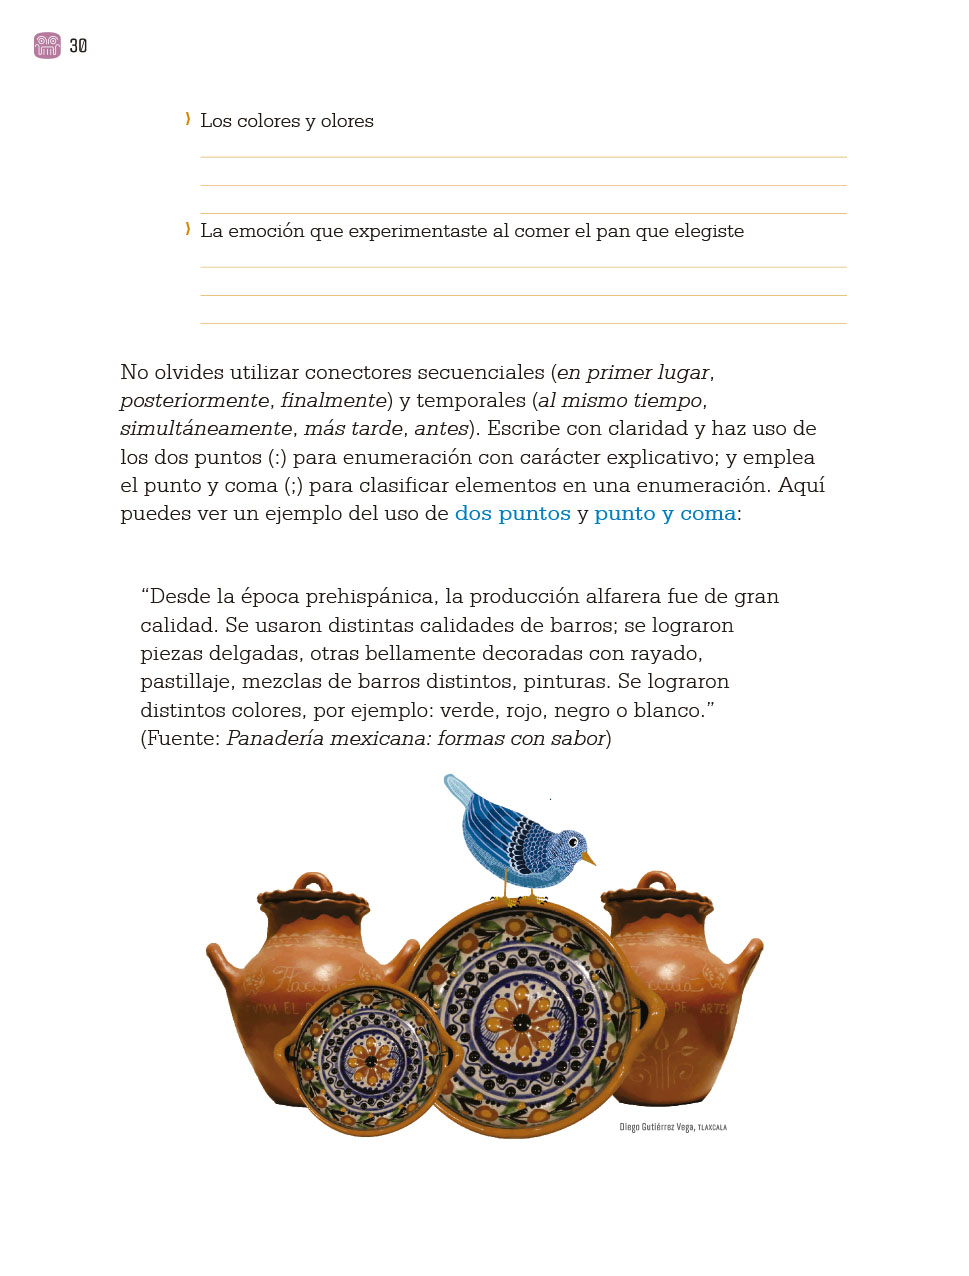 30
Los colores y olores
La emoción que experimentaste al comer el pan que elegiste
No olvides utilizar conectores secuenciales (en primer lugar,
posteriormente, finalmente) y temporales (al mismo tiempo,
simultáneamente, más tarde, antes). Escribe con claridad y haz uso de
los dos puntos (:) para enumeración con carácter explicativo; y emplea
el punto y coma (;) para clasificar elementos en una enumeración. Aquí
puedes ver un ejemplo del uso de dos puntos y punto y coma:
“Desde la época prehispánica, la producción alfarera fue de gran
calidad. Se usaron distintas calidades de barros; se lograron
piezas delgadas, otras bellamente decoradas con rayado,
pastillaje, mezclas de barros distintos, pinturas. Se lograron
distintos colores, por ejemplo: verde, rojo, negro o blanco.”
(Fuente: Panadería mexicana: formas con sabor)
VIVA EL
DE ARTES
Diego Gutiérrez Vega, TLAXCALA